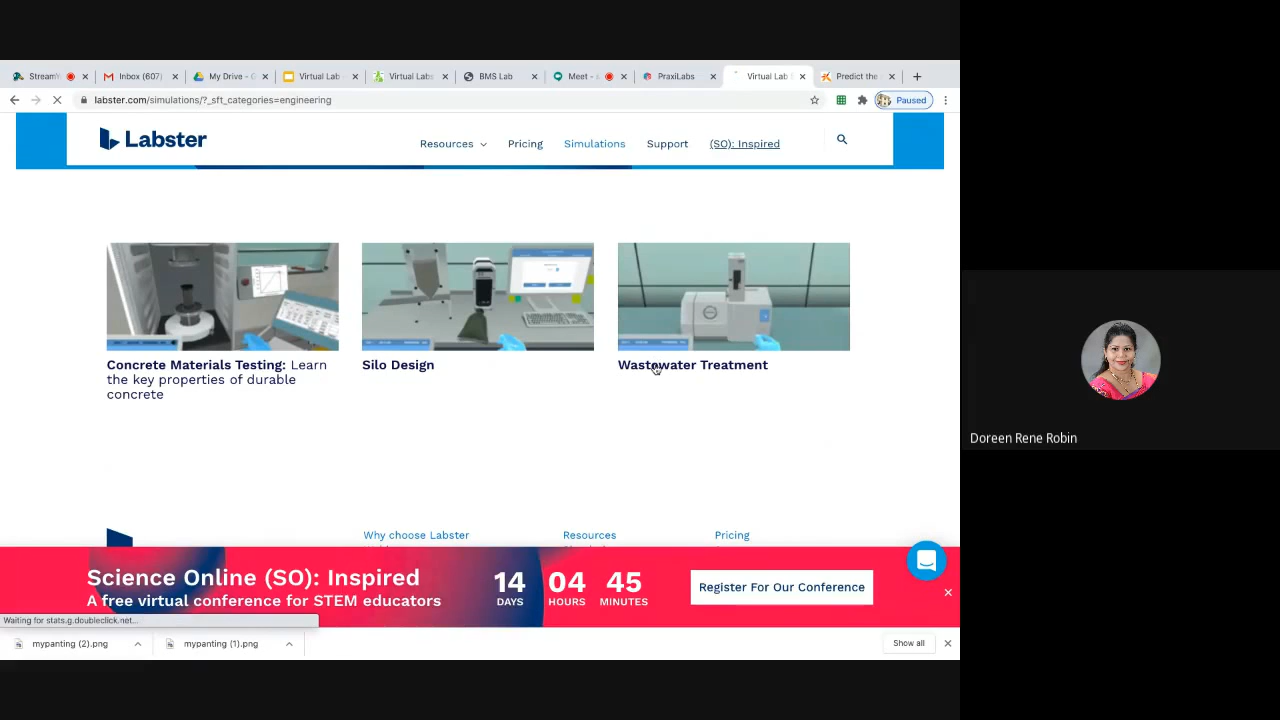 StreamY
Inbox (607)
My Drive - G
Virtual Lab
Virtual Labs
BMS Lab
Meet -
PraxiLabs
Virtual Lab
Predict the
labster.com/simulations/?_sft_categories=engineering
Paused
Labster
Resources
Pricing
Simulations
Support
(SO): Inspired
Concrete Materials Testing: Learn
the key properties of durable
concrete
Silo Design
Wastewater Treatment
Doreen Rene Robin
Why choose Labster
Resources
Pricing
Science Online (SO): Inspired
A free virtual conference for STEM educators
14
DAYS
04
HOURS
45
MINUTES
Register For Our Conference
Waiting for stats.g.doubleclick.net...
mypanting (2).png
mypanting (1).png
Show all